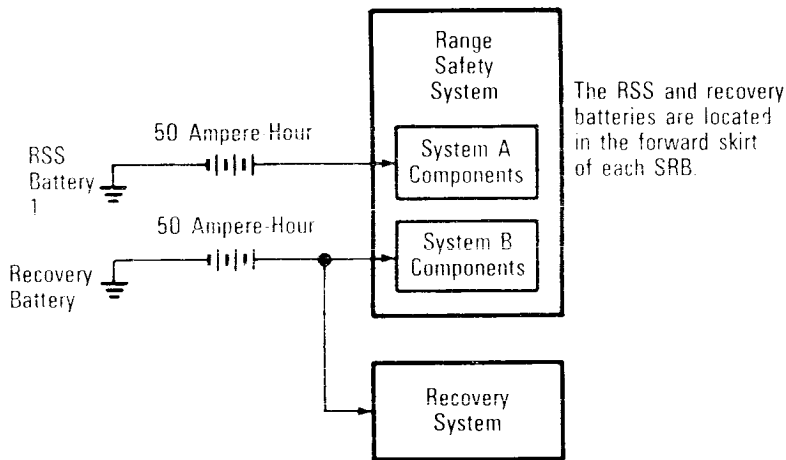 Range
Safety
System
The RSS and recovery
batteries are located
in the forward skirt
of each SRB.
50 Ampere-Hour
RSS
Battery
1
System A
Components
50 Ampere-Hour
Recovery
Battery
System B
Components
Recovery
System